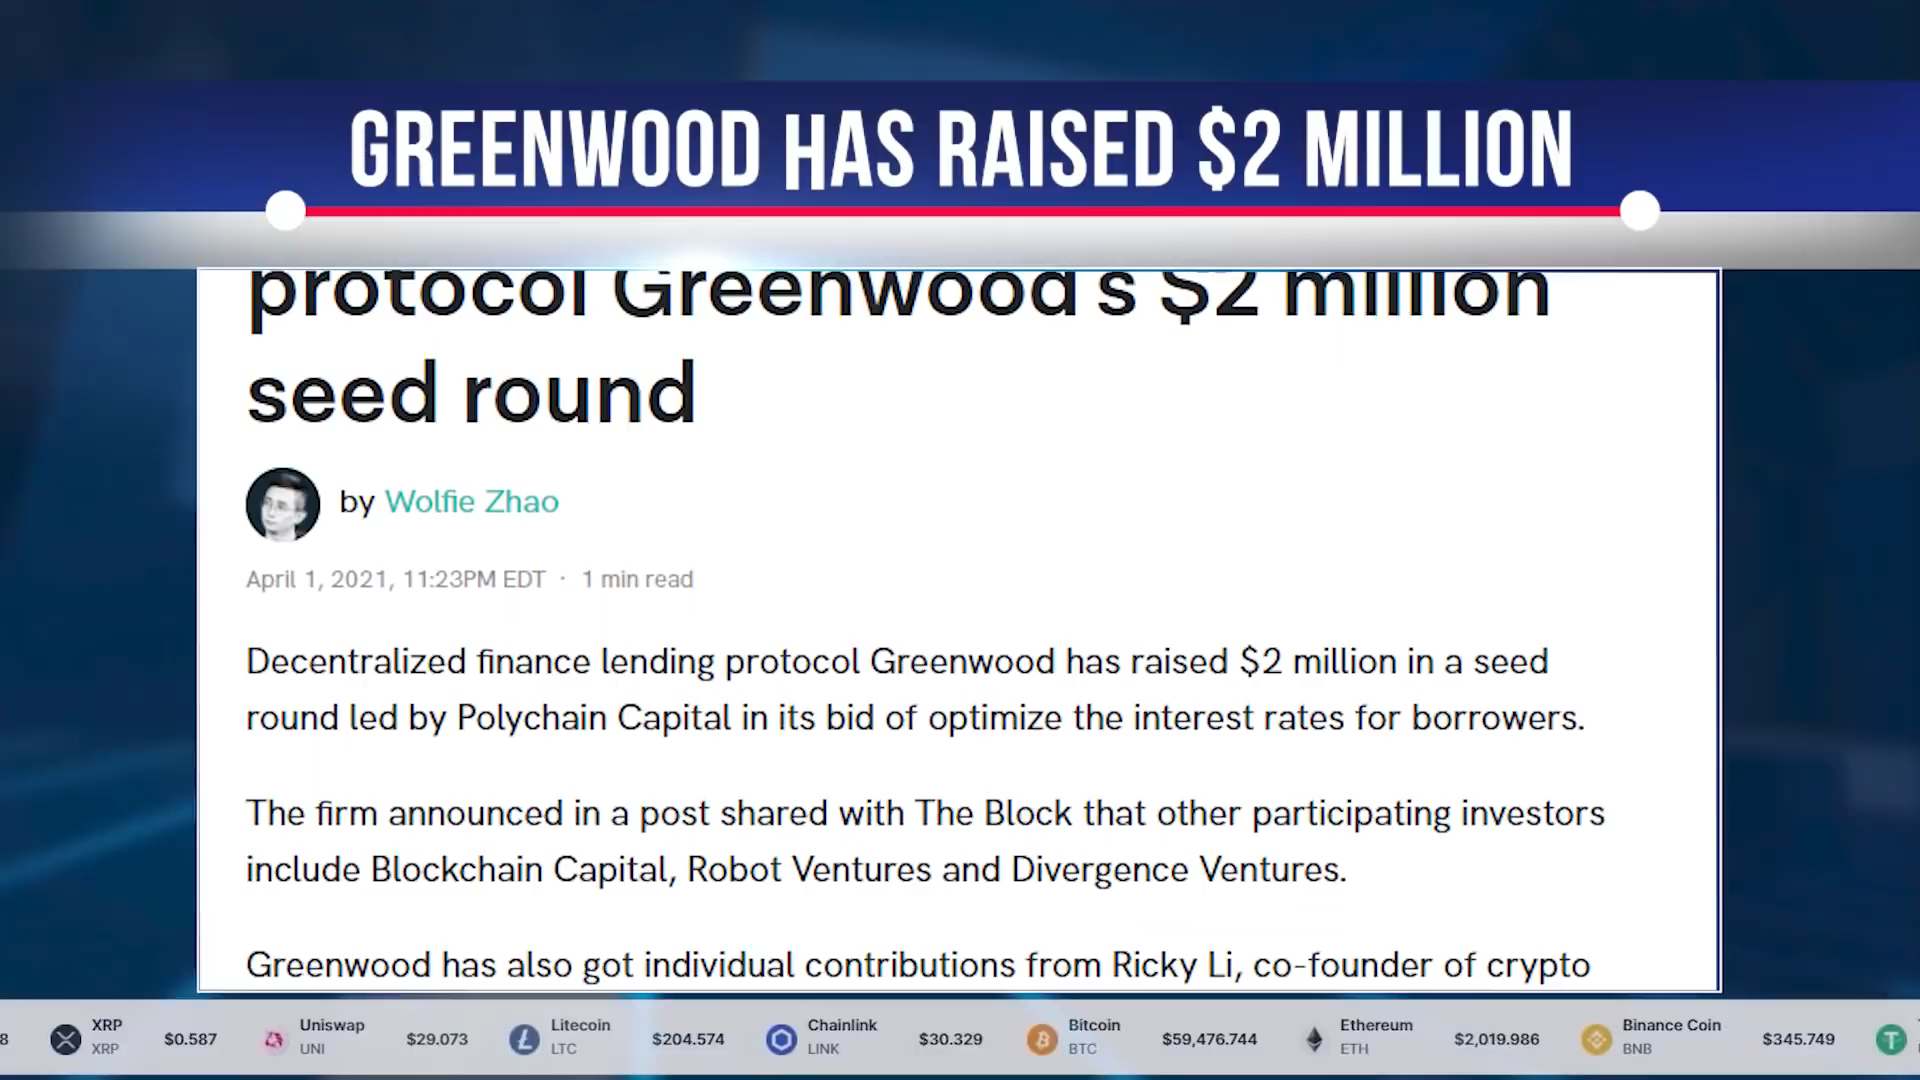 GREENWOOD HAS RAISED $2 MILLION
protocol Greenwood's $2 million
seed round
by Wolfie Zhao
April 1, 2021, 11:23PM EDT · 1 min read
Decentralized finance lending protocol Greenwood has raised $2 million in a seed
round led by Polychain Capital in its bid of optimize the interest rates for borrowers.
The firm announced in a post shared with The Block that other participating investors
include Blockchain Capital, Robot Ventures and Divergence Ventures.
Greenwood has also got individual contributions from Ricky Li, co-founder of crypto
8 XRP $0.587 Uniswap $29.073 Litecoin $204.574 Chainlink $30.329 Bitcoin $59,476.744 Ethereum $2,019.986 Binance Coin $345.749
XRP UNI LTC LINK BTC ETH BNB